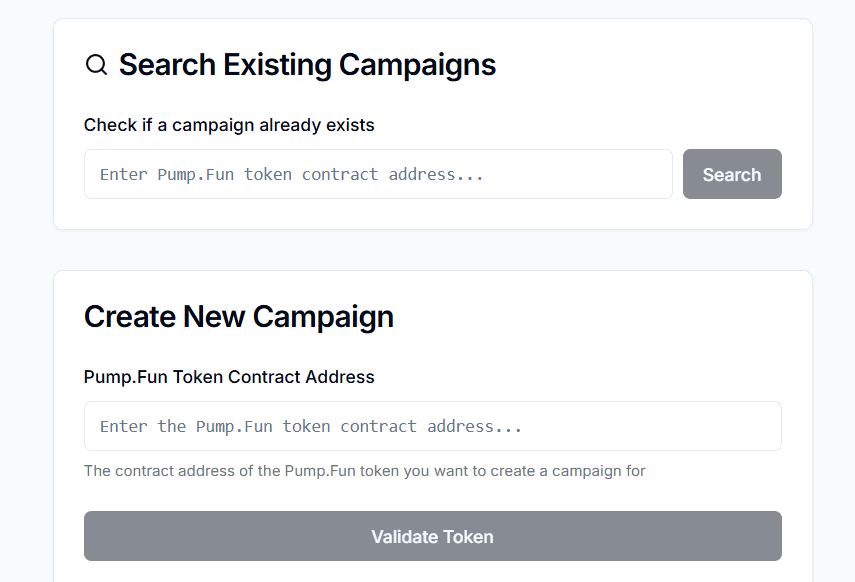 Search Existing Campaigns
Check if a campaign already exists
Enter Pump.Fun token contract address...
Search
Create New Campaign
Pump.Fun Token Contract Address
Enter the Pump.Fun token contract address...
The contract address of the Pump.Fun token you want to create a campaign for
Validate Token